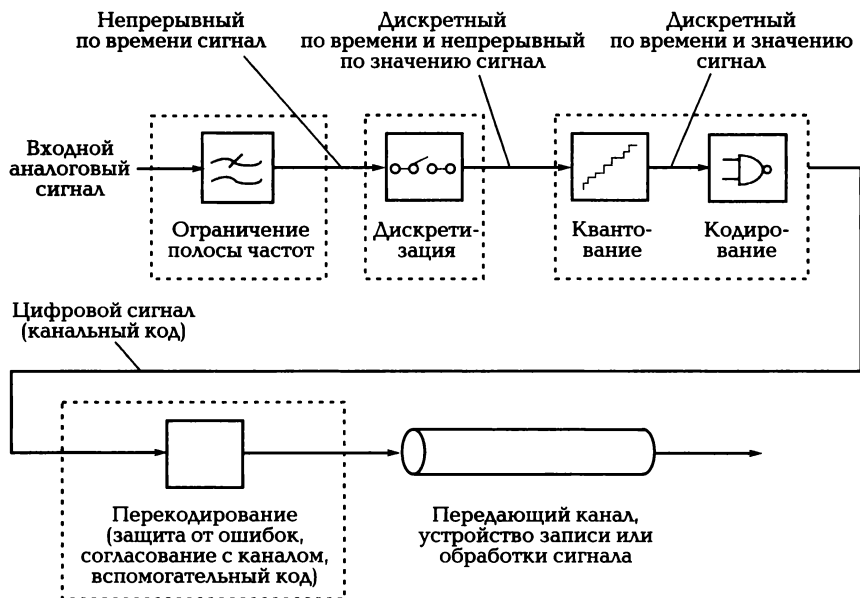 Непрерывный
по времени сигнал
Дискретный
по времени и непрерывный
по значению сигнал
Дискретный
по времени и значению
сигнал
Входной
аналоговый
сигнал
Ограничение
полосы частот
Дискрети-
зация
Кванто-
вание
Кодиро-
вание
Цифровой сигнал
(канальный код)
Перекодирование
(защита от ошибок,
согласование с каналом,
вспомогательный код)
Передающий канал,
устройство записи или
обработки сигнала